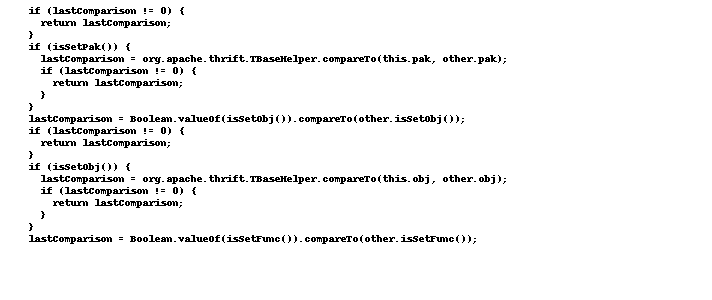 if (lastComparison != 0) {
  return lastComparison;
}
if (isSetPak()) {
  lastComparison = org.apache.thrift.TBaseHelper.compareTo(this.pak, other.pak);
  if (lastComparison != 0) {
    return lastComparison;
  }
}
lastComparison = Boolean.valueOf(isSetObj()).compareTo(other.isSetObj());
if (lastComparison != 0) {
  return lastComparison;
}
if (isSetObj()) {
  lastComparison = org.apache.thrift.TBaseHelper.compareTo(this.obj, other.obj);
  if (lastComparison != 0) {
    return lastComparison;
  }
}
lastComparison = Boolean.valueOf(isSetFunc()).compareTo(other.isSetFunc());